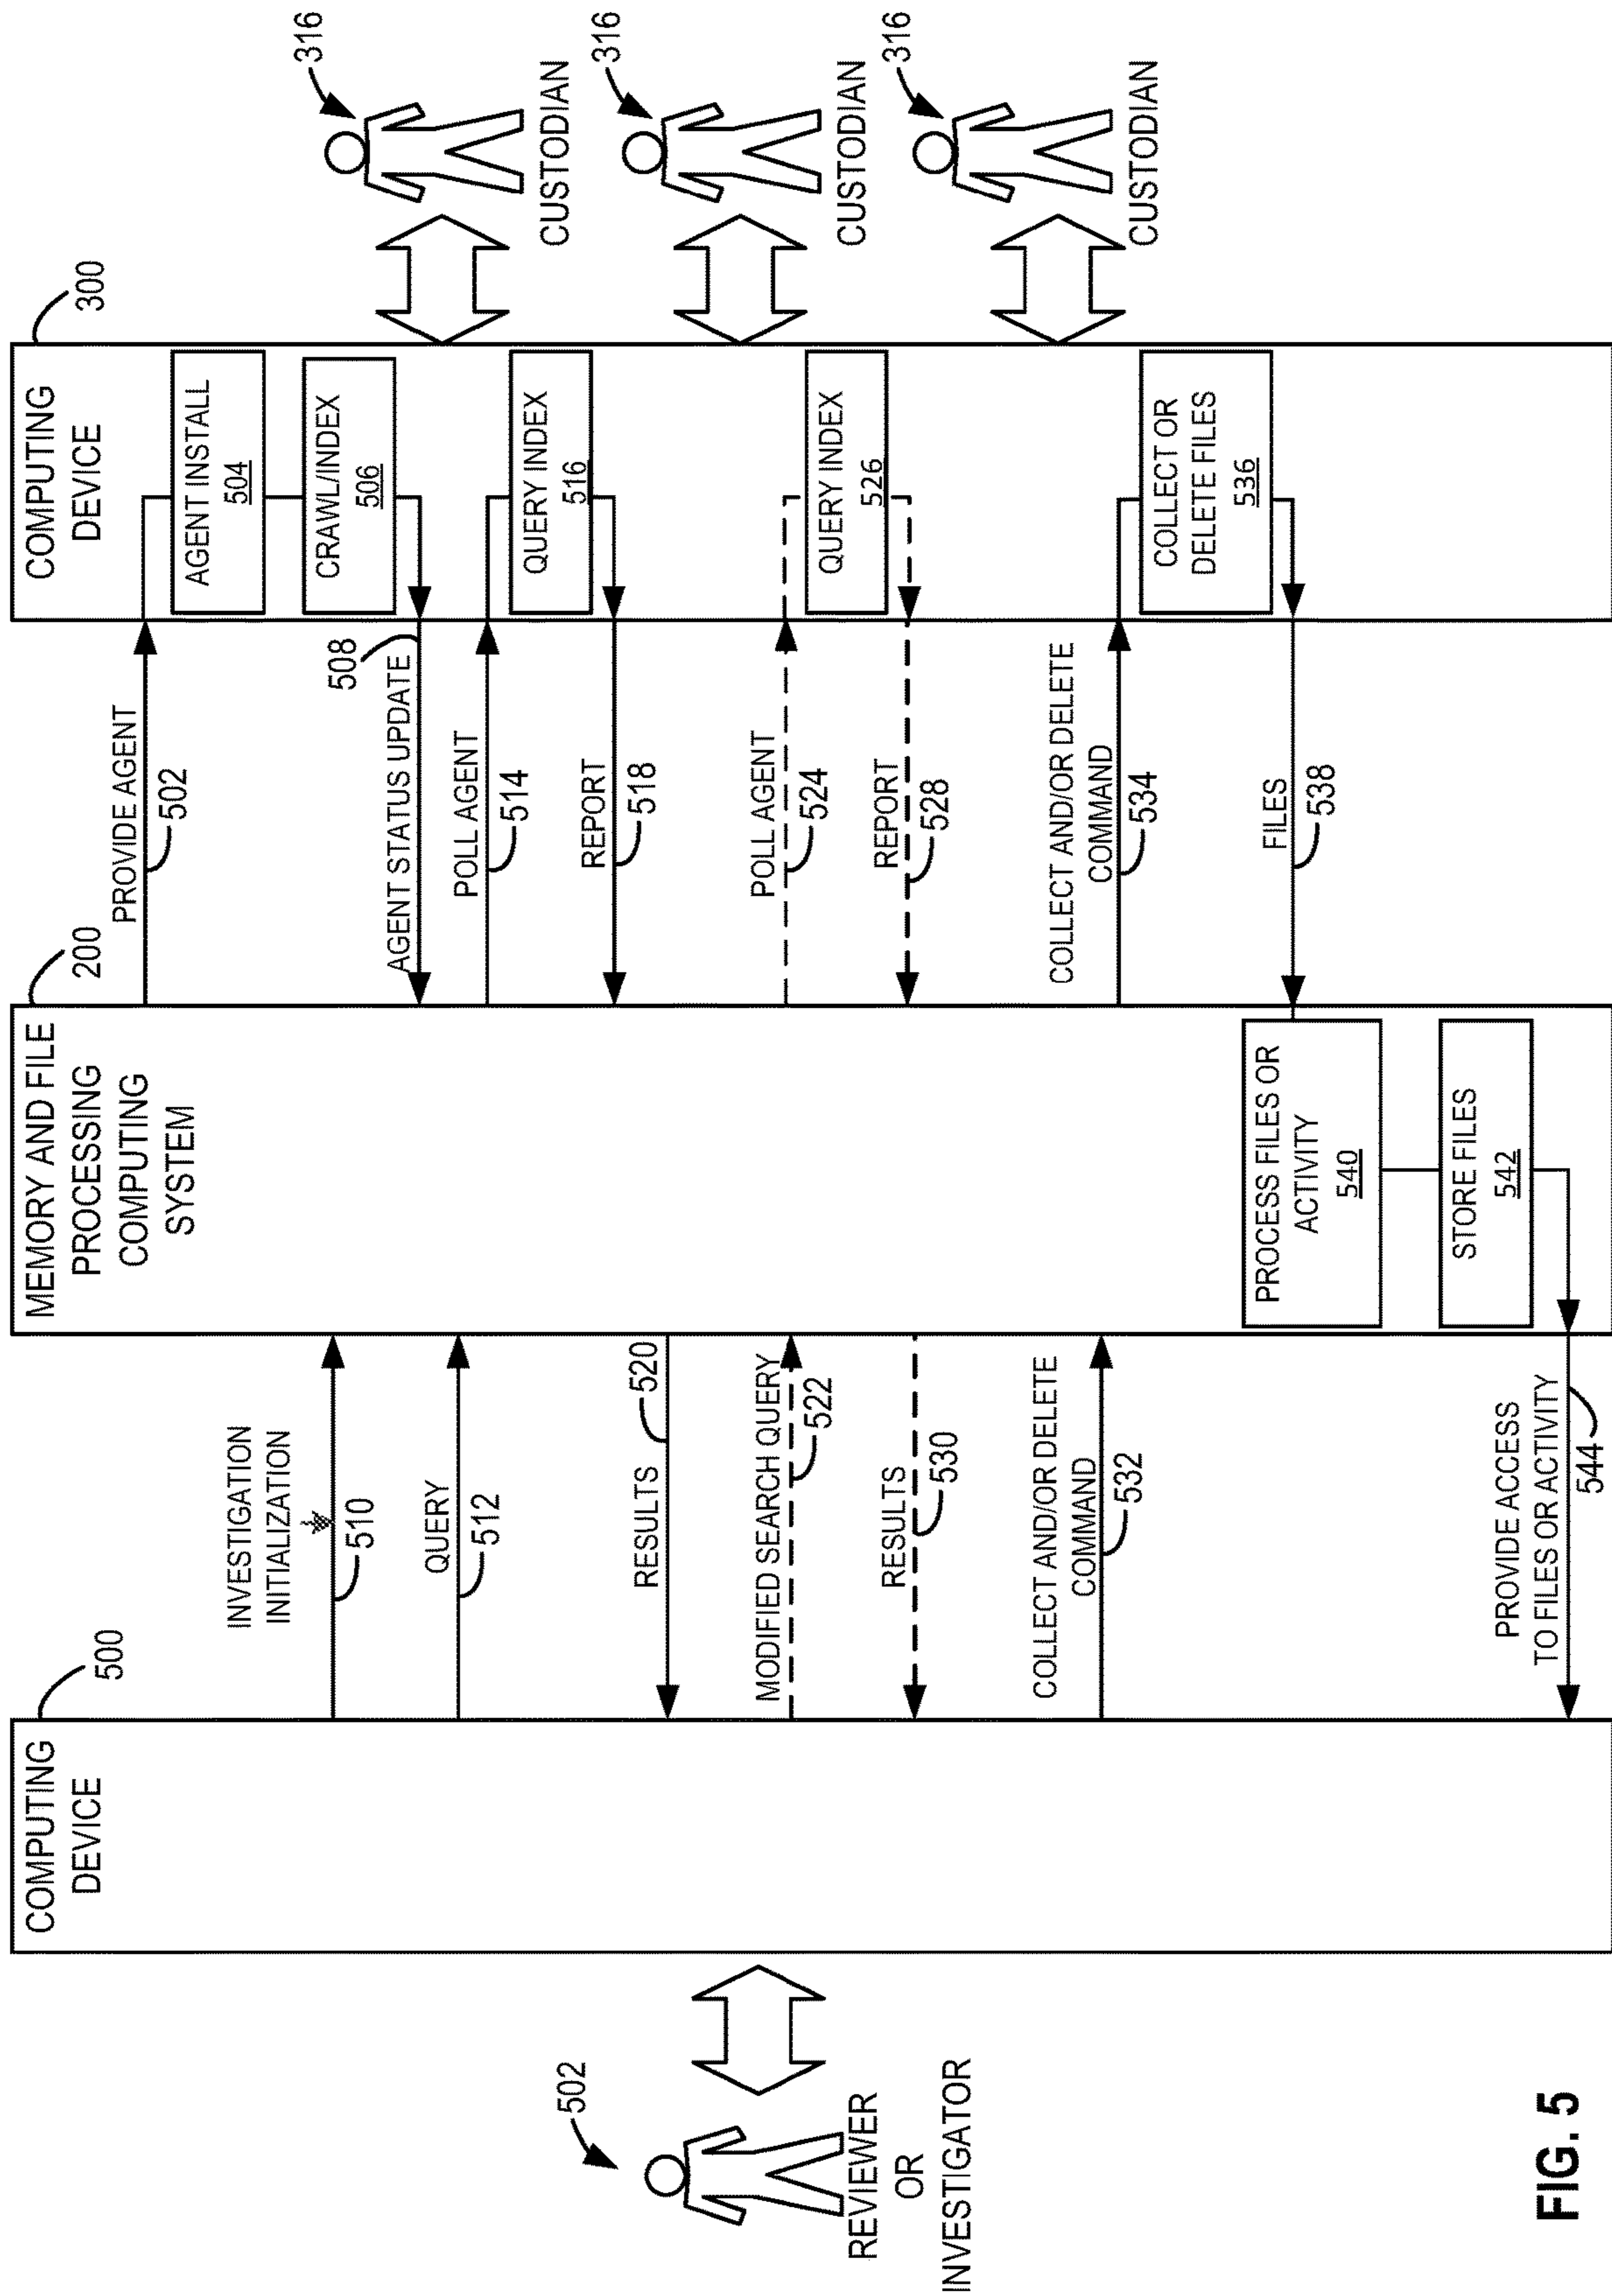 502
REVIEWER
OR
INVESTIGATOR
500
COMPUTING
DEVICE
INVESTIGATION
INITIALIZATION
510
QUERY
512
RESULTS
520
MODIFIED SEARCH QUERY
522
RESULTS
530
COLLECT AND/OR DELETE
COMMAND
532
PROVIDE ACCESS
TO FILES OR ACTIVITY
544
200
MEMORY AND FILE
PROCESSING
COMPUTING
SYSTEM
PROCESS FILES OR
ACTIVITY
540
STORE FILES
542
PROVIDE AGENT
502
508
AGENT STATUS UPDATE
POLL AGENT
514
REPORT
518
POLL AGENT
524
REPORT
528
COLLECT AND/OR DELETE
COMMAND
534
FILES
538
300
COMPUTING
DEVICE
AGENT INSTALL
504
CRAWL/INDEX
506
QUERY INDEX
516
QUERY INDEX
526
COLLECT OR
DELETE FILES
536
316
CUSTODIAN
316
CUSTODIAN
316
CUSTODIAN
FIG. 5